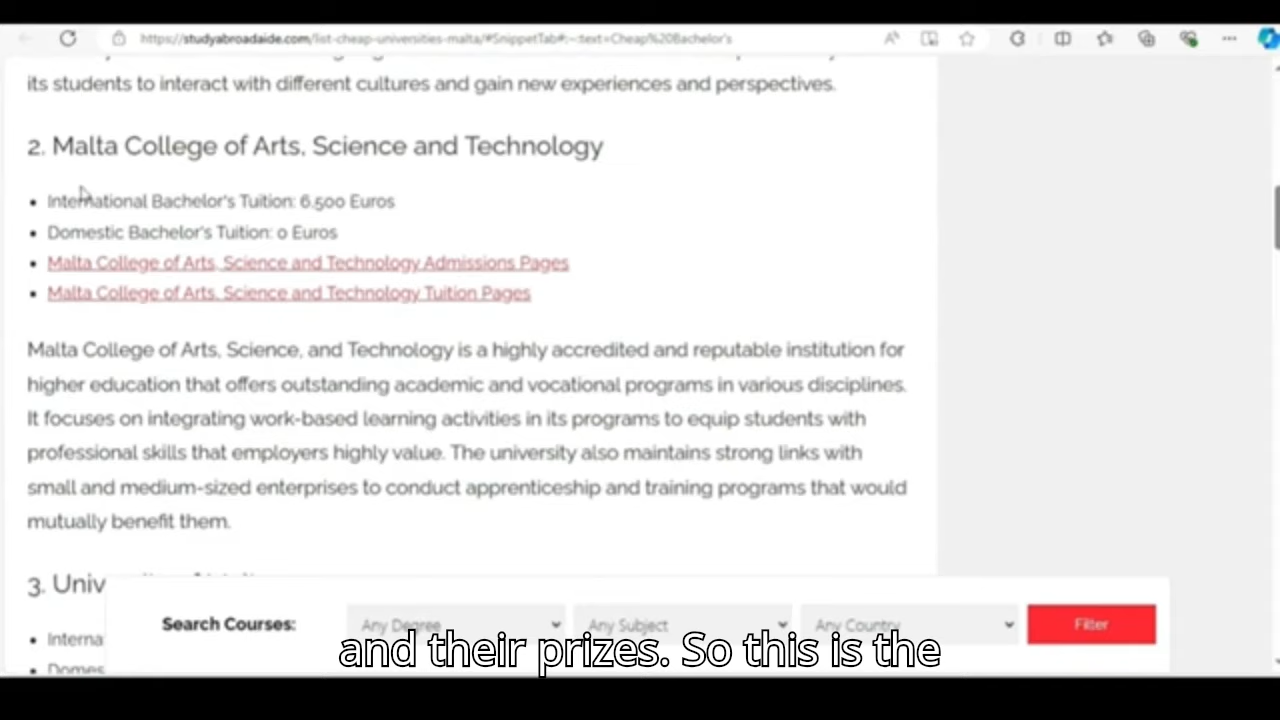 https://studyabroadaide.com/list-cheap-universities-malta/#SnippetTab#:~:text=Cheap%20Bachelor's
its students to interact with different cultures and gain new experiences and perspectives.
2. Malta College of Arts, Science and Technology
International Bachelor's Tuition: 6,500 Euros
Domestic Bachelor's Tuition: 0 Euros
Malta College of Arts, Science and Technology Admissions Pages
Malta College of Arts, Science and Technology Tuition Pages
Malta College of Arts, Science, and Technology is a highly accredited and reputable institution for
higher education that offers outstanding academic and vocational programs in various disciplines.
It focuses on integrating work-based learning activities in its programs to equip students with
professional skills that employers highly value. The university also maintains strong links with
small and medium-sized enterprises to conduct apprenticeship and training programs that would
mutually benefit them.
3. Univ
Interna
Search Courses: Any Degree Any Subject Any Country Filter
and their prizes. So this is the
Domes